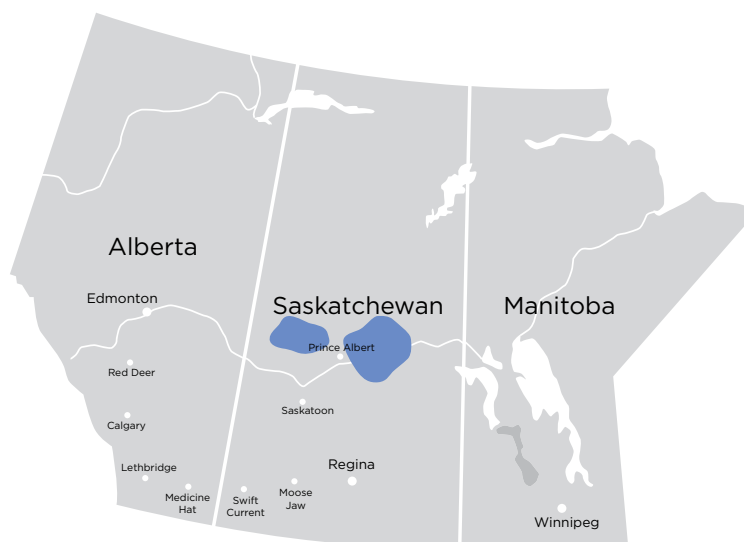 Alberta
Edmonton
Saskatchewan
Manitoba
Prince Albert
Red Deer
Saskatoon
Calgary
Regina
Lethbridge
Medicine
Hat
Swift
Current
Moose
Jaw
Winnipeg